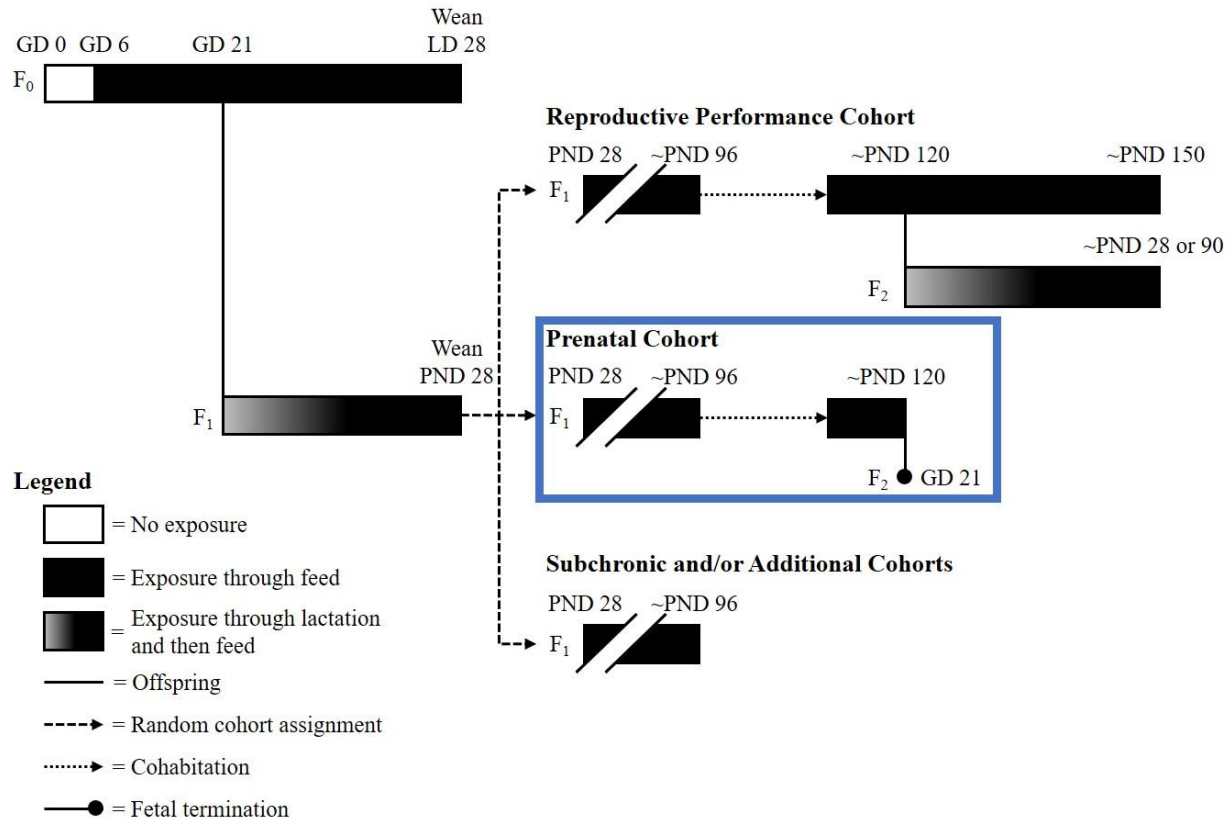 Wean
GD 0 GD 6 GD 21 LD 28
F₀
Reproductive Performance Cohort
PND 28 ~PND 96 ~PND 120 ~PND 150
F₁
~PND 28 or 90
F₂
Prenatal Cohort
PND 28 ~PND 96 ~PND 120
F₁
F₂ GD 21
Wean
PND 28
F₁
Subchronic and/or Additional Cohorts
PND 28 ~PND 96
F₁
Legend
= No exposure
= Exposure through feed
= Exposure through lactation
and then feed
= Offspring
= Random cohort assignment
= Cohabitation
= Fetal termination